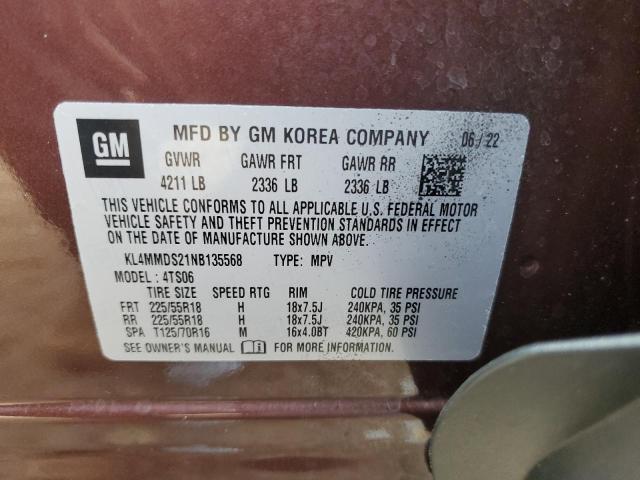 GM
MFD BY GM KOREA COMPANY 06 / 22
GVWR GAWR FRT GAWR RR
4211 LB 2336 LB 2336 LB
THIS VEHICLE CONFORMS TO ALL APPLICABLE U.S. FEDERAL MOTOR
VEHICLE SAFETY AND THEFT PREVENTION STANDARDS IN EFFECT
ON THE DATE OF MANUFACTURE SHOWN ABOVE.
KL4MMDS21NB135568 TYPE: MPV
MODEL : 4TS06
TIRE SIZE SPEED RTG RIM COLD TIRE PRESSURE
FRT 225/55R18 H 18x7.5J 240KPA, 35 PSI
RR 225/55R18 H 18x7.5J 240KPA, 35 PSI
SPA T125/70R16 M 16x4.0BT 420KPA, 60 PSI
SEE OWNER'S MANUAL FOR MORE INFORMATION.